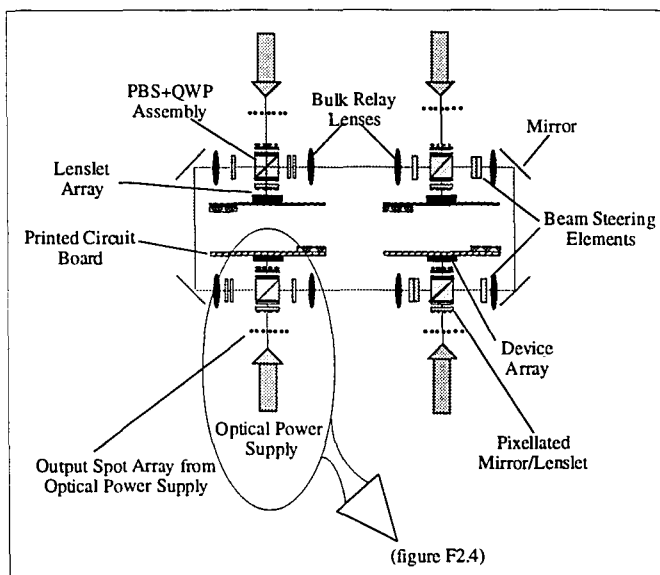 PBS+QWP
Assembly
Bulk Relay
Lenses
Mirror
Lenslet
Array
Beam Steering
Elements
Printed Circuit
Board
Device
Array
Optical Power
Supply
Pixellated
Mirror/Lenslet
Output Spot Array from
Optical Power Supply
(figure F2.4)